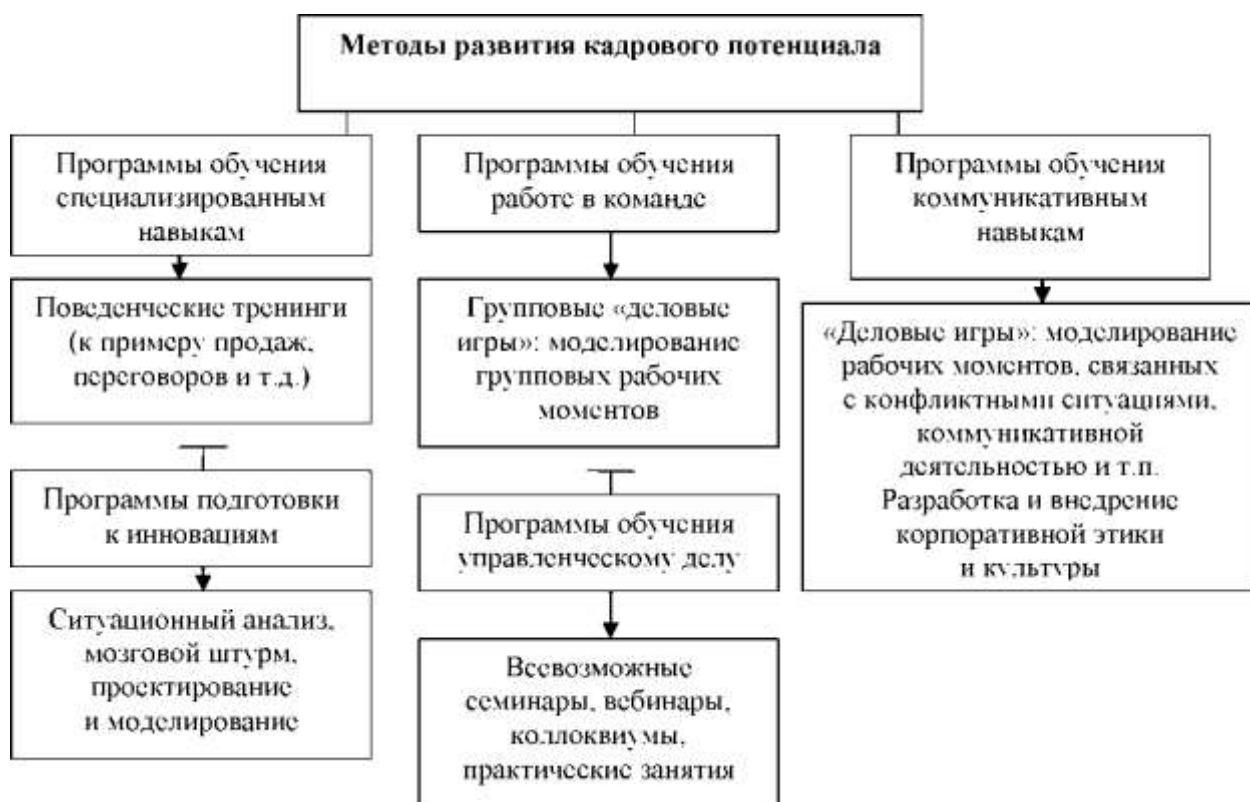 Методы развития кадрового потенциала
Программы обучения
специализированным
навыкам
Программы обучения
работе в команде
Программы обучения
коммуникативным
навыкам
Поведенческие тренинги
(к примеру продаж,
переговоров и т.д.)
Групповые «деловые
игры»: моделирование
групповых рабочих
моментов
«Деловые игры»: моделирование
рабочих моментов, связанных
с конфликтными ситуациями,
коммуникативной
деятельностью и т.п.
Разработка и внедрение
корпоративной этики
и культуры
Программы подготовки
к инновациям
Программы обучения
управленческому делу
Ситуационный анализ,
мозговой штурм,
проектирование
и моделирование
Всевозможные
семинары, вебинары,
коллоквиумы,
практические занятия